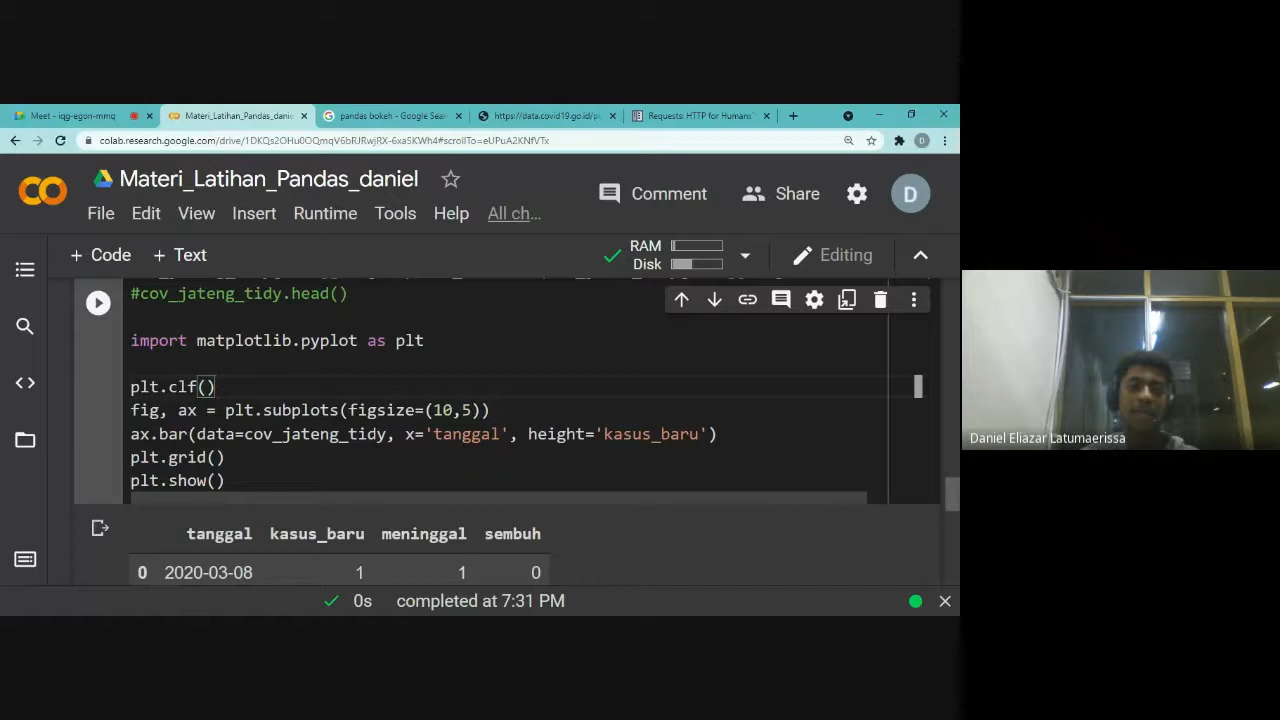 Meet - iqg-egon-mmq
Materi_Latihan_Pandas_danie
pandas bokeh - Google Sear
https://data.covid19.go.id/pu
Requests: HTTP for Humans
colab.research.google.com/drive/1DKQs2OHu0OQmqV6bRJRwjRX-6xa5KWh4#scrollTo=eUPuA2KNfVTx
Materi_Latihan_Pandas_daniel
Comment
Share
D
File Edit View Insert Runtime Tools Help All ch...
+ Code + Text
RAM
Disk
Editing
#cov_jateng_tidy.head()
import matplotlib.pyplot as plt
plt.clf()
fig, ax = plt.subplots(figsize=(10,5))
ax.bar(data=cov_jateng_tidy, x='tanggal', height='kasus_baru')
plt.grid()
plt.show()
tanggal kasus_baru meninggal sembuh
0 2020-03-08 1 1 0
0s completed at 7:31 PM
Daniel Eliazar Latumaerissa